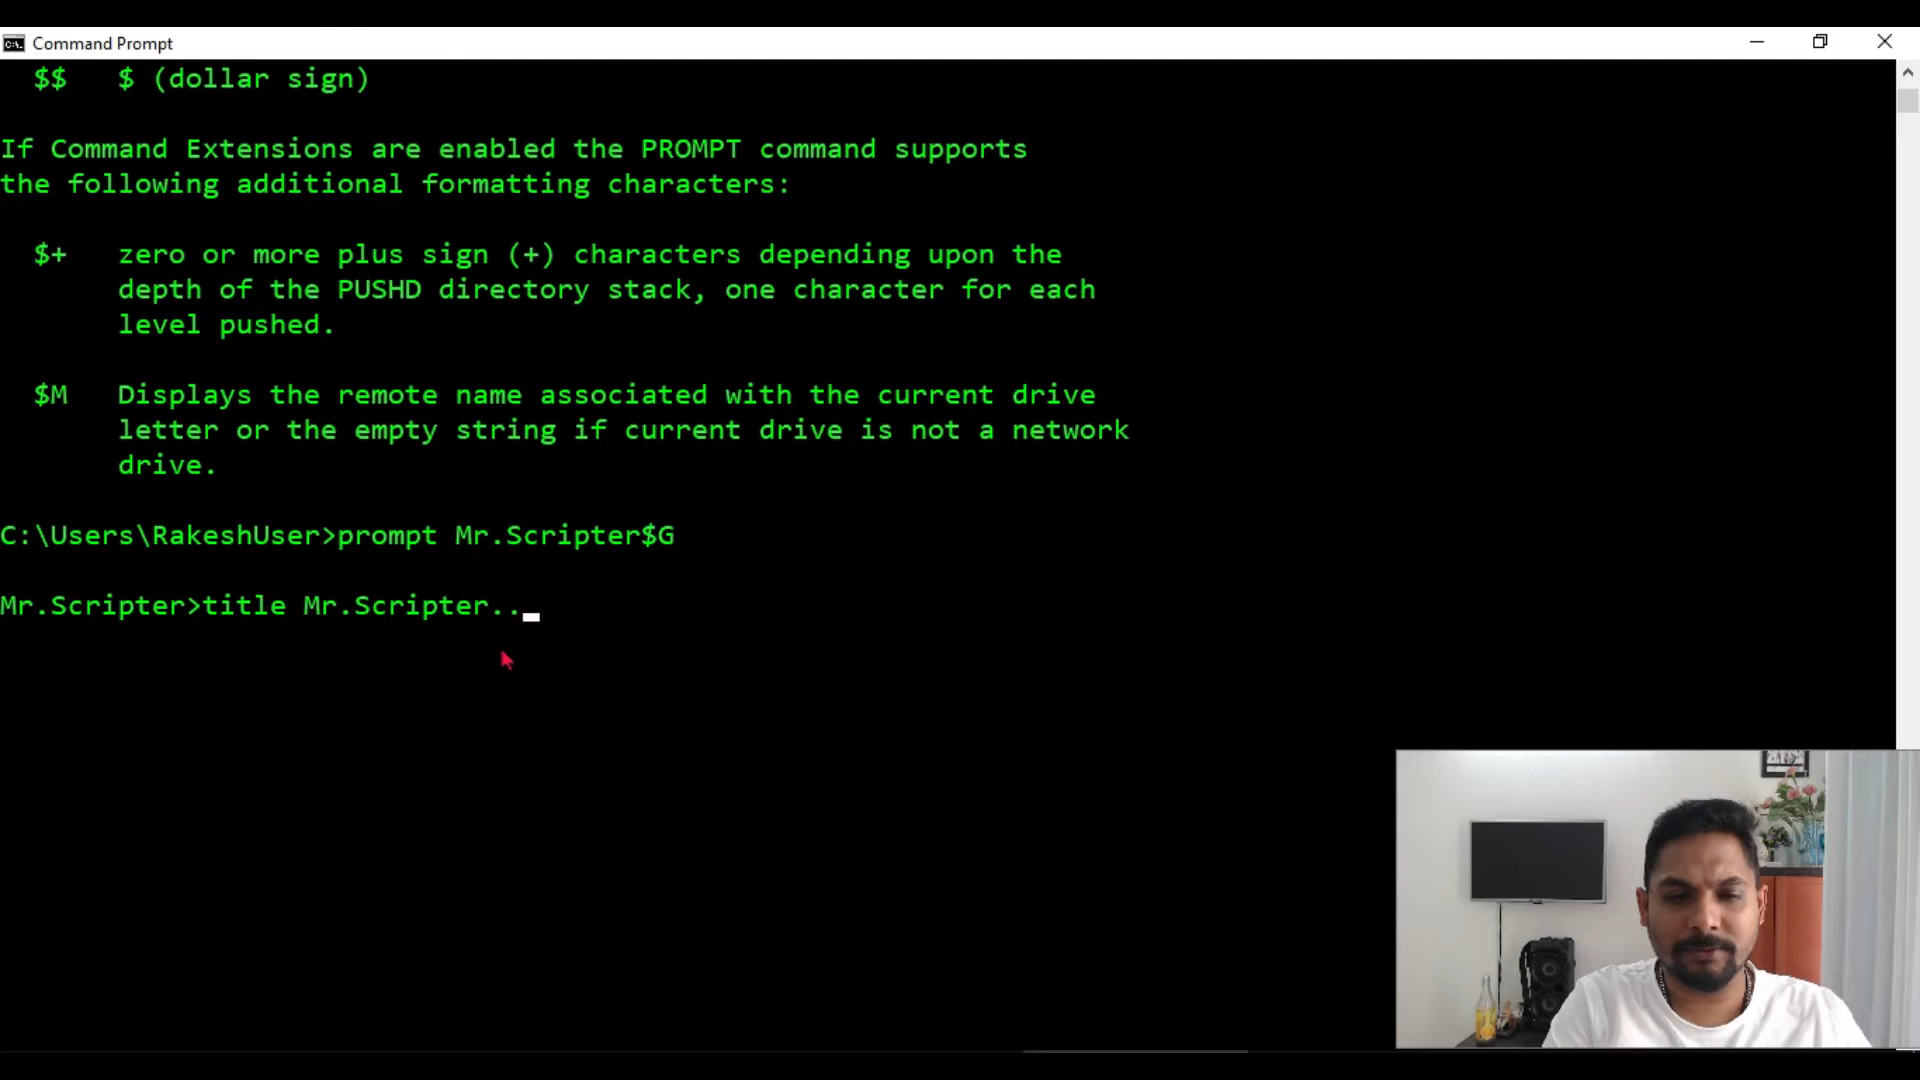 Command Prompt
$$ $ (dollar sign)
If Command Extensions are enabled the PROMPT command supports
the following additional formatting characters:
$+ zero or more plus sign (+) characters depending upon the
depth of the PUSHD directory stack, one character for each
level pushed.
$M Displays the remote name associated with the current drive
letter or the empty string if current drive is not a network
drive.
C:\Users\RakeshUser>prompt Mr.Scripter$G
Mr.Scripter>title Mr.Scripter..